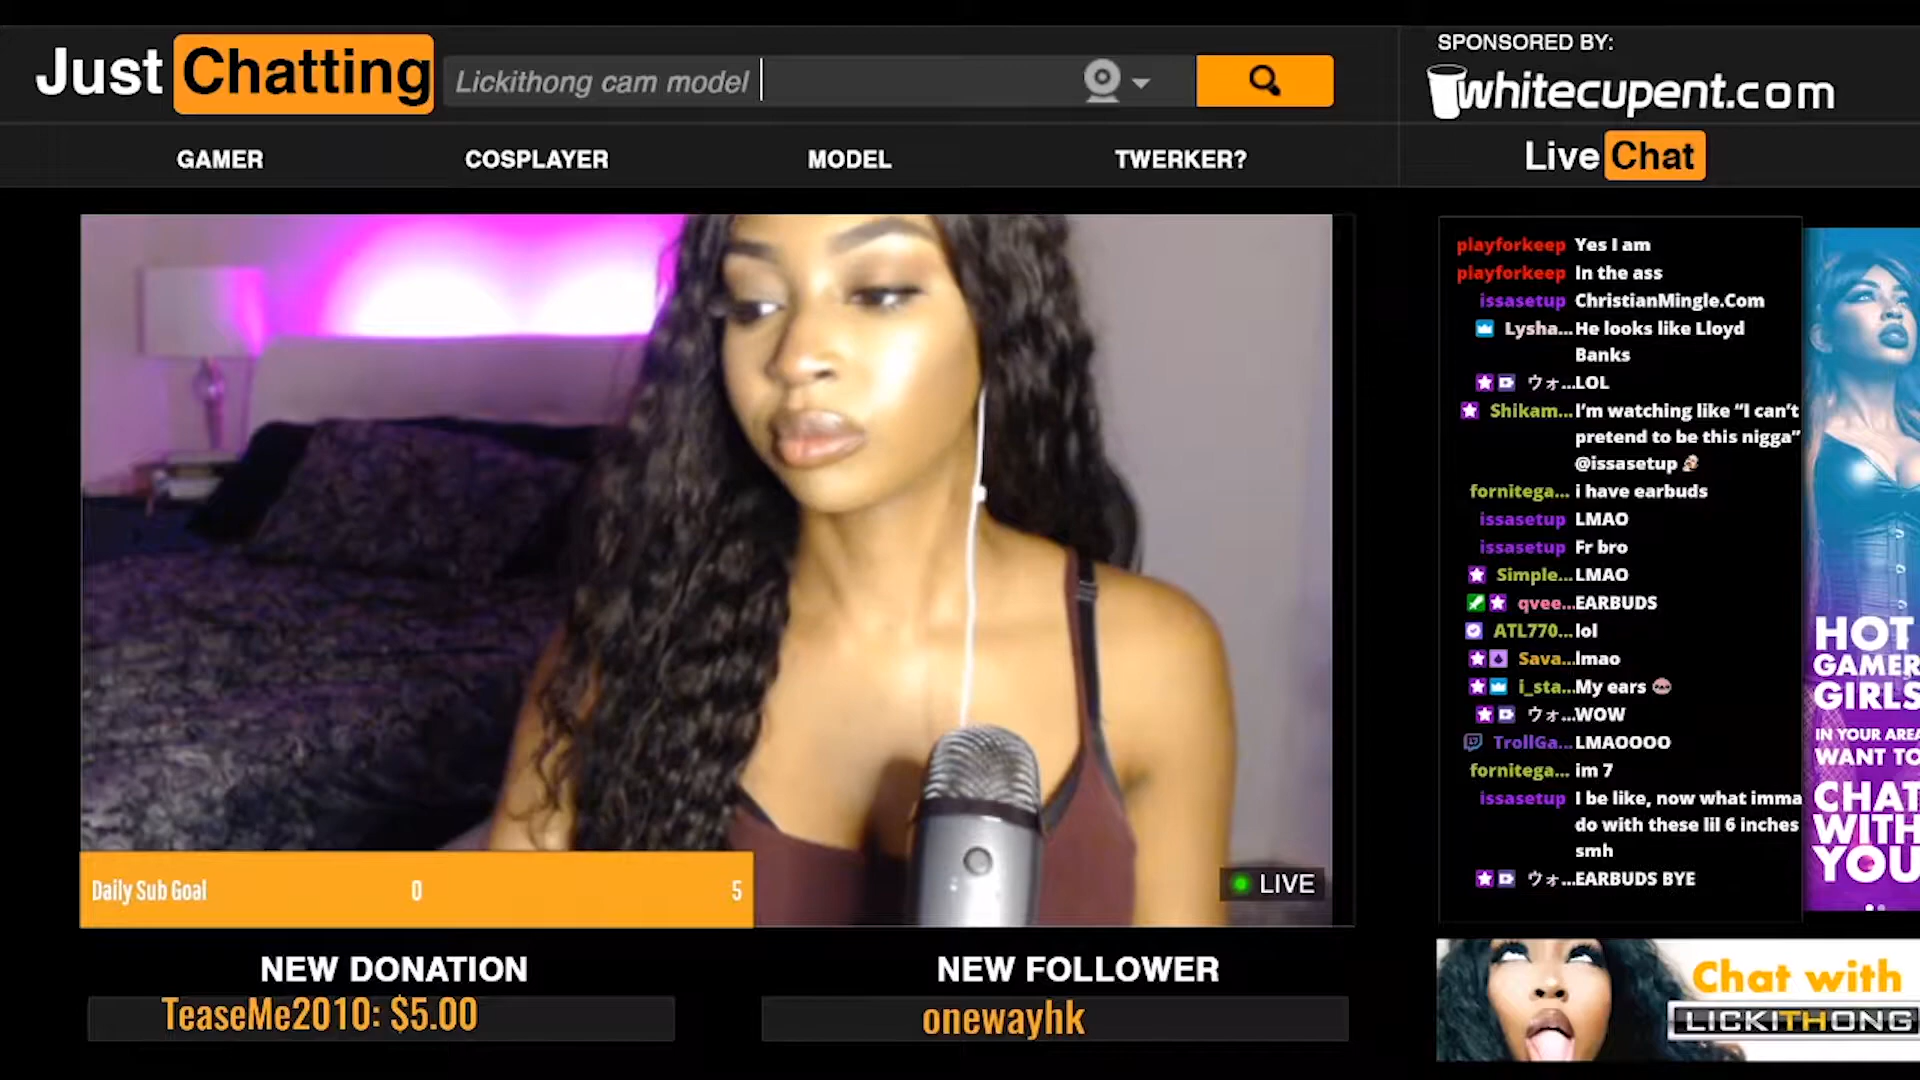 Just Chatting
Lickithong cam model
SPONSORED BY:
whitecupent.com
GAMER COSPLAYER MODEL TWERKER?
Live Chat
playforkeep Yes I am
playforkeep In the ass
issasetup ChristianMingle.Com
Lysha... He looks like Lloyd
Banks
ウォ... LOL
Shikam... I'm watching like “I can't
pretend to be this nigga”
@issasetup
fornitega... i have earbuds
issasetup LMAO
issasetup Fr bro
Simple... LMAO
qvee... EARBUDS
ATL770... lol
Sava... lmao
i_sta... My ears
ウォ... WOW
TrollGa... LMAOOOO
fornitega... im 7
issasetup I be like, now what imma
do with these lil 6 inches
smh
ウォ... EARBUDS BYE
HOT
GAMER
GIRLS
IN YOUR AREA
WANT TO
CHAT
WITH
YOU
Daily Sub Goal 0 5
LIVE
NEW DONATION
TeaseMe2010: $5.00
NEW FOLLOWER
onewayhk
Chat with
LICKITHONG